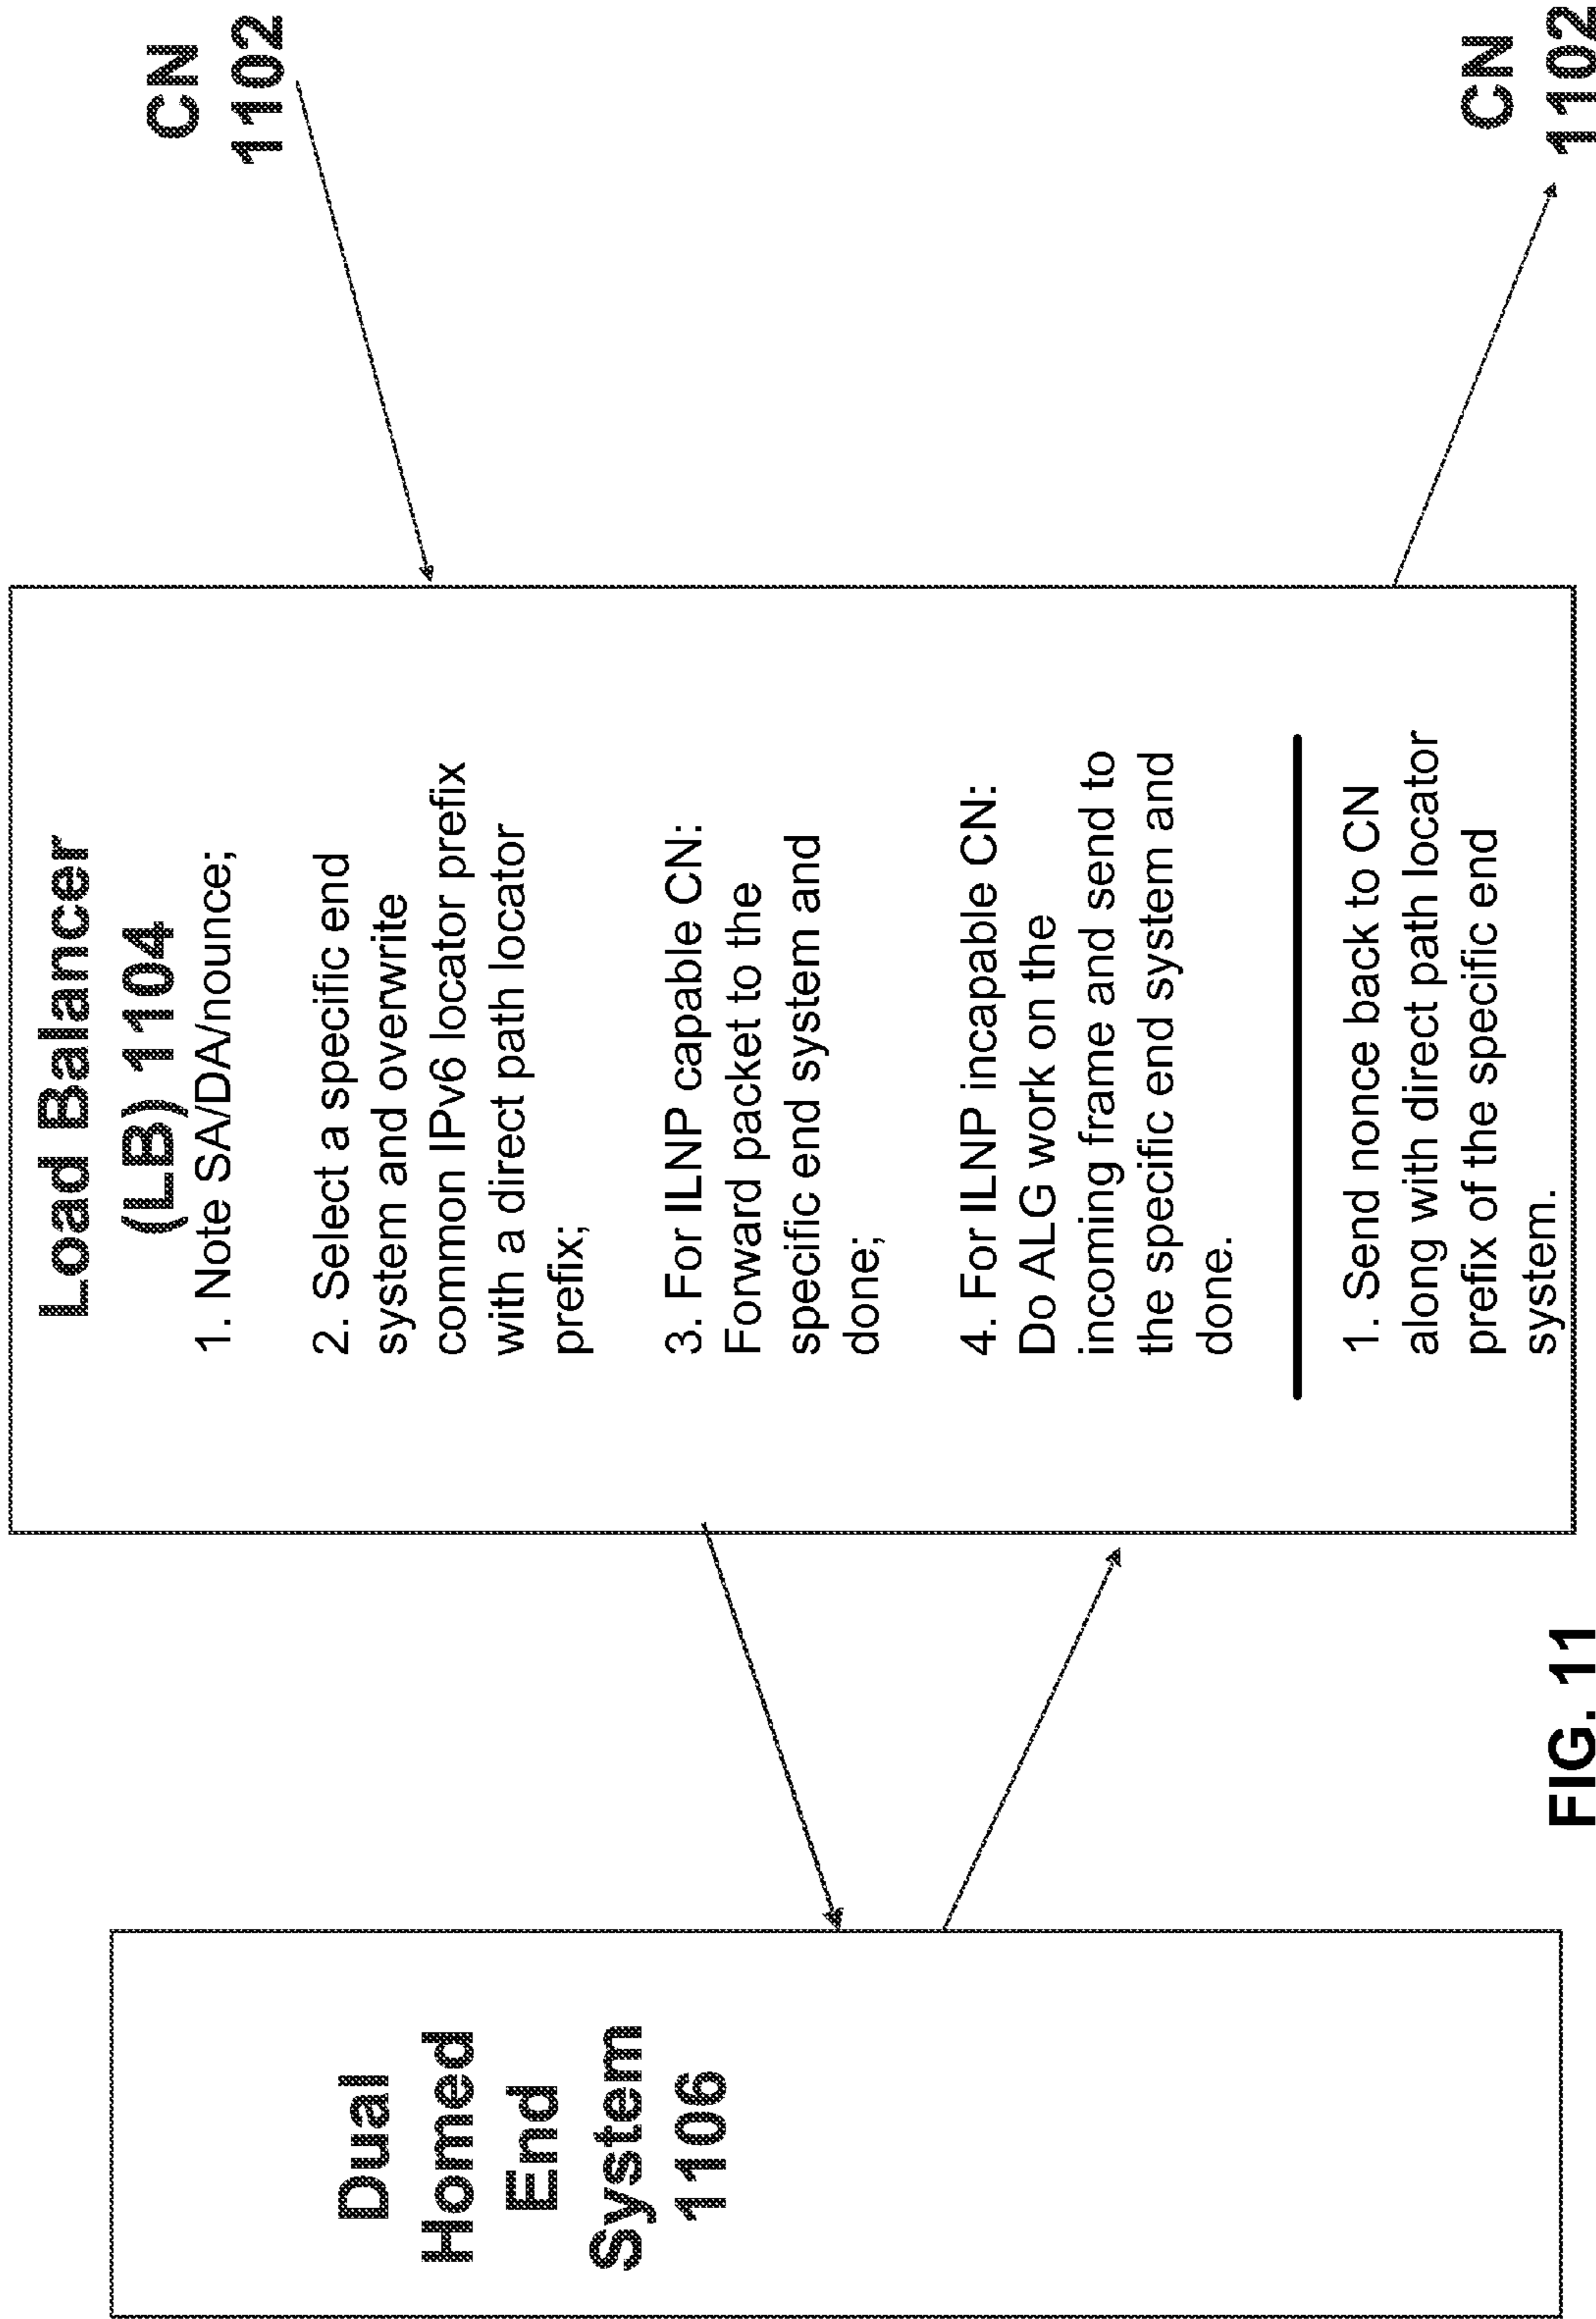 Dual
Homed
End
System
1106
Load Balancer
(LB) 1104
1. Note SA/DA/nounce;
2. Select a specific end
system and overwrite
common IPv6 locator prefix
with a direct path locator
prefix;
3. For ILNP capable CN:
Forward packet to the
specific end system and
done;
4. For ILNP incapable CN:
Do ALG work on the
incoming frame and send to
the specific end system and
done.
1. Send nonce back to CN
along with direct path locator
prefix of the specific end
system.
CN
1102
CN
1102
FIG. 11